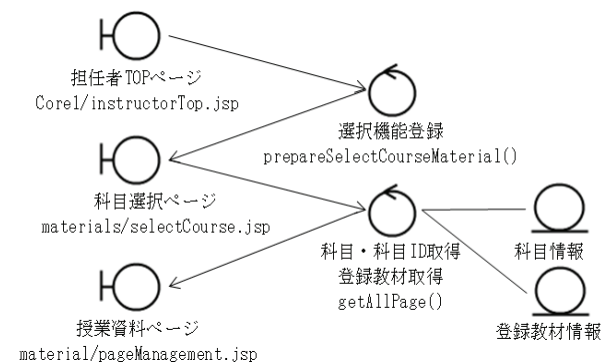 担任者TOPページ
Corel/instructorTop.jsp
選択機能登録
prepareSelectCourseMaterial()
科目選択ページ
materials/selectCourse.jsp
科目・科目ID取得
登録教材取得
getAllPage()
科目情報
登録教材情報
授業資料ページ
material/pageManagement.jsp